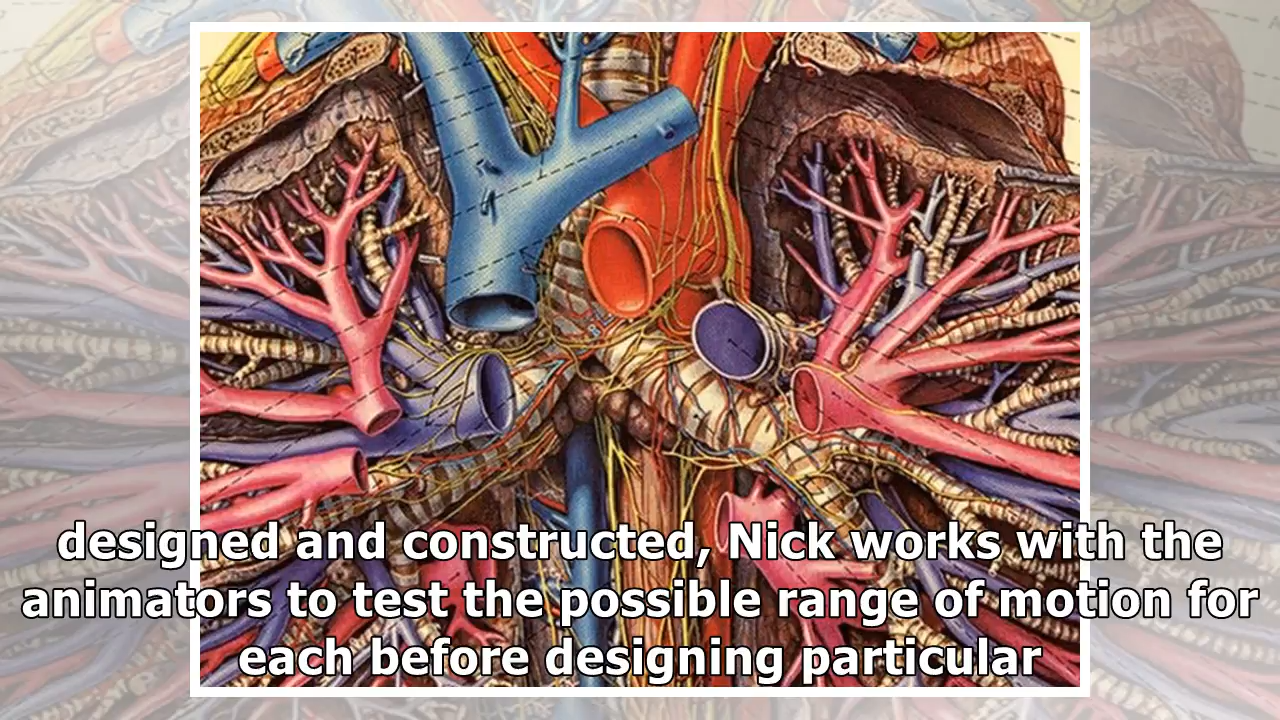 designed and constructed, Nick works with the
animators to test the possible range of motion for
each before designing particular